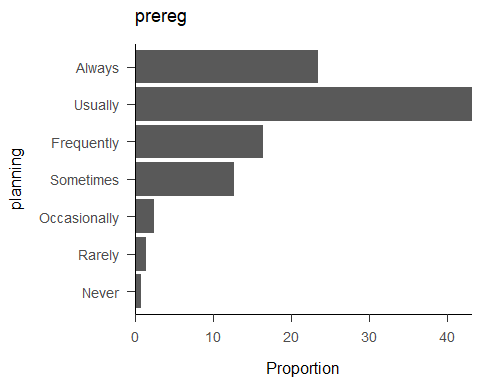 prereg
Always
Usually
Frequently
Sometimes
Occasionally
Rarely
Never
planning
0 10 20 30 40
Proportion